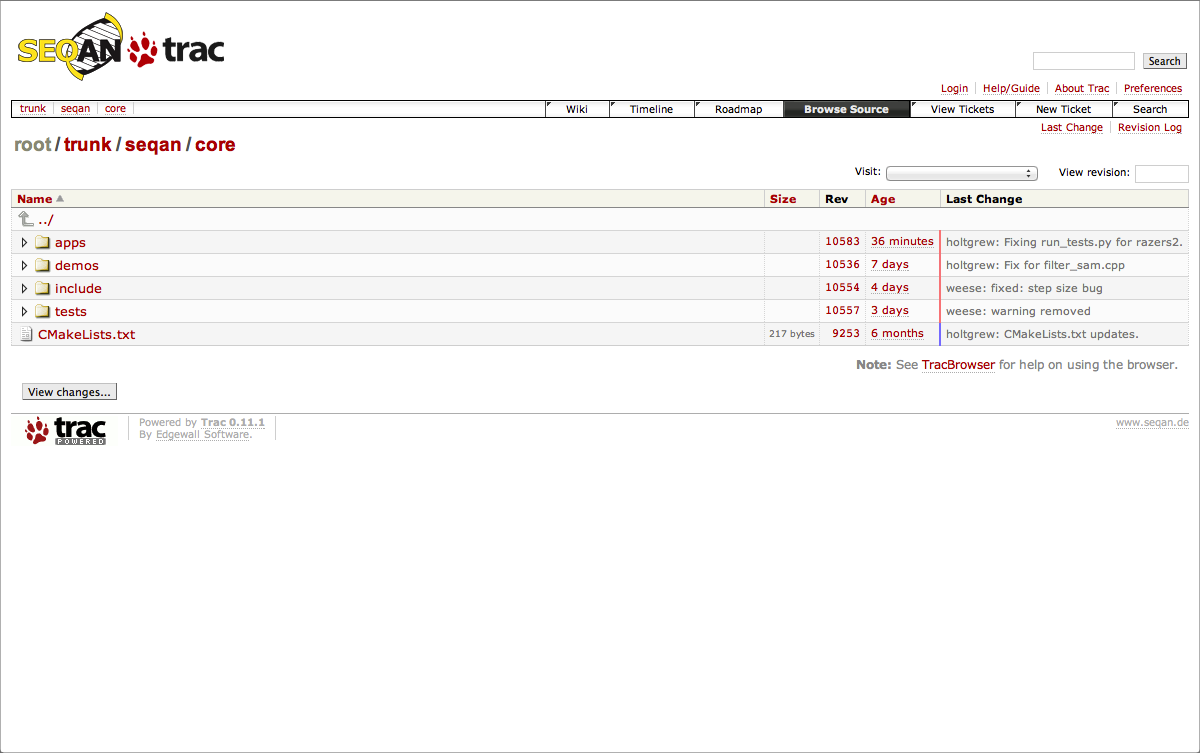 SEQAN trac
Search
Login Help/Guide About Trac Preferences
trunk seqan core Wiki Timeline Roadmap Browse Source View Tickets New Ticket Search
Last Change Revision Log
root/trunk/seqan/core
Visit: View revision:
Name Size Rev Age Last Change
../
apps 10583 36 minutes holtgrew: Fixing run_tests.py for razers2.
demos 10536 7 days holtgrew: Fix for filter_sam.cpp
include 10554 4 days weese: fixed: step size bug
tests 10557 3 days weese: warning removed
CMakeLists.txt 217 bytes 9253 6 months holtgrew: CMakeLists.txt updates.
Note: See TracBrowser for help on using the browser.
View changes...
trac POWERED
Powered by Trac 0.11.1
By Edgewall Software.
www.seqan.de